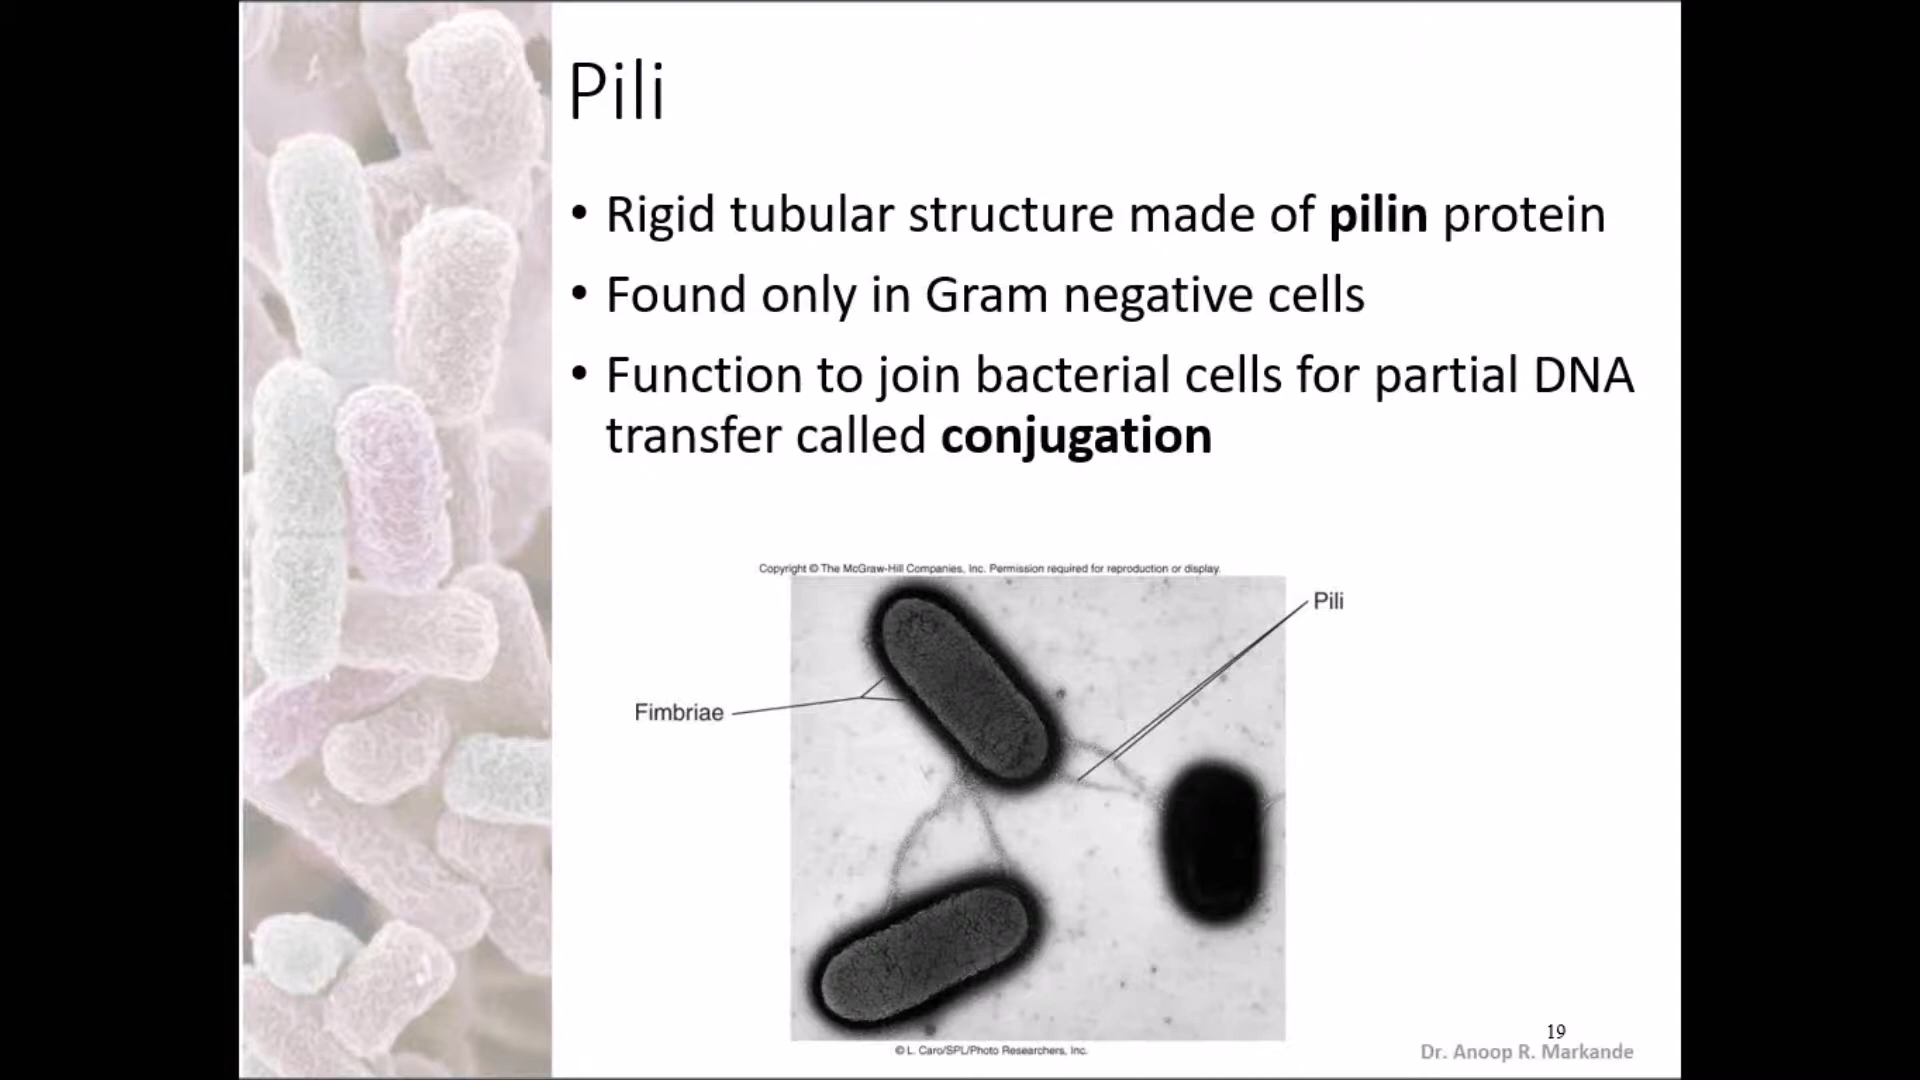 Pili
• Rigid tubular structure made of pilin protein
• Found only in Gram negative cells
• Function to join bacterial cells for partial DNA
transfer called conjugation
Copyright © The McGraw-Hill Companies, Inc. Permission required for reproduction or display.
Pili
Fimbriae
© L. Caro/SPL/Photo Researchers, Inc.
19
Dr. Anoop R. Markande